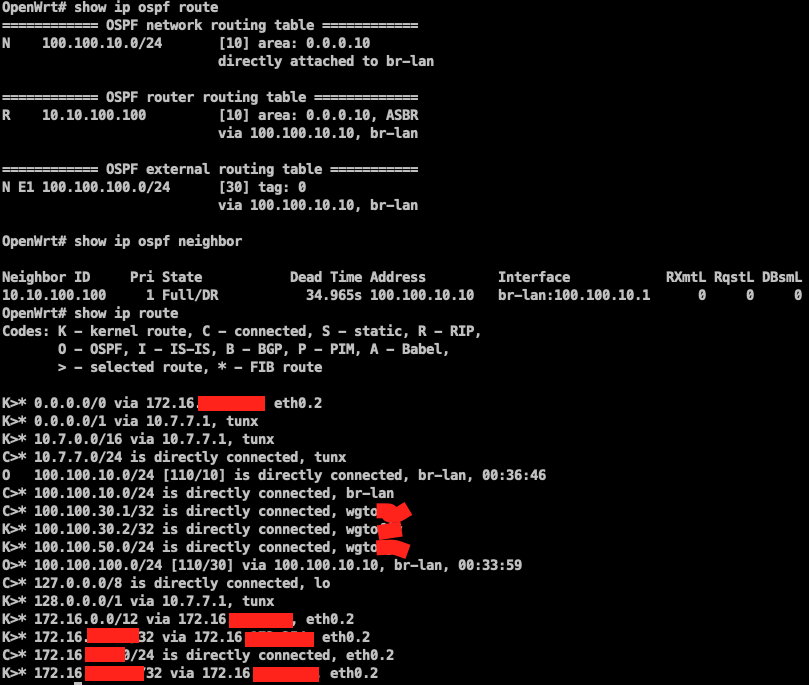 OpenWrt# show ip ospf route
============ OSPF network routing table ============
N    100.100.10.0/24       [10] area: 0.0.0.10
                           directly attached to br-lan
============ OSPF router routing table =============
R    10.10.100.100         [10] area: 0.0.0.10, ASBR
                           via 100.100.10.10, br-lan
============ OSPF external routing table ===========
N E1 100.100.100.0/24      [30] tag: 0
                           via 100.100.10.10, br-lan
OpenWrt# show ip ospf neighbor
Neighbor ID     Pri State           Dead Time Address         Interface            RXmtL RqstL DBsmL
10.10.100.100     1 Full/DR           34.965s 100.100.10.10   br-lan:100.100.10.1      0     0     0
OpenWrt# show ip route
Codes: K - kernel route, C - connected, S - static, R - RIP,
       O - OSPF, I - IS-IS, B - BGP, P - PIM, A - Babel,
       > - selected route, * - FIB route
K>* 0.0.0.0/0 via 172.16. eth0.2
K>* 0.0.0.0/1 via 10.7.7.1, tunx
K>* 10.7.0.0/16 via 10.7.7.1, tunx
C>* 10.7.7.0/24 is directly connected, tunx
O   100.100.10.0/24 [110/10] is directly connected, br-lan, 00:36:46
C>* 100.100.10.0/24 is directly connected, br-lan
C>* 100.100.30.1/32 is directly connected, wgto
K>* 100.100.30.2/32 is directly connected, wgto
K>* 100.100.50.0/24 is directly connected, wgto
O>* 100.100.100.0/24 [110/30] via 100.100.10.10, br-lan, 00:33:59
C>* 127.0.0.0/8 is directly connected, lo
K>* 128.0.0.0/1 via 10.7.7.1, tunx
K>* 172.16.0.0/12 via 172.16 , eth0.2
K>* 172.16. 32 via 172.16 eth0.2
C>* 172.16 0/24 is directly connected, eth0.2
K>* 172.16 /32 via 172.16 , eth0.2